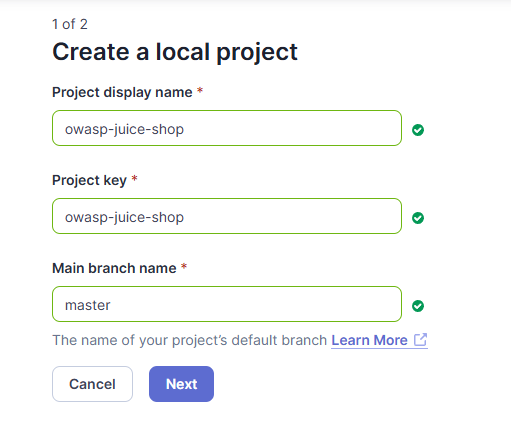 1 of 2
Create a local project
Project display name *
owasp-juice-shop
Project key *
owasp-juice-shop
Main branch name *
master
The name of your project’s default branch Learn More
Cancel Next